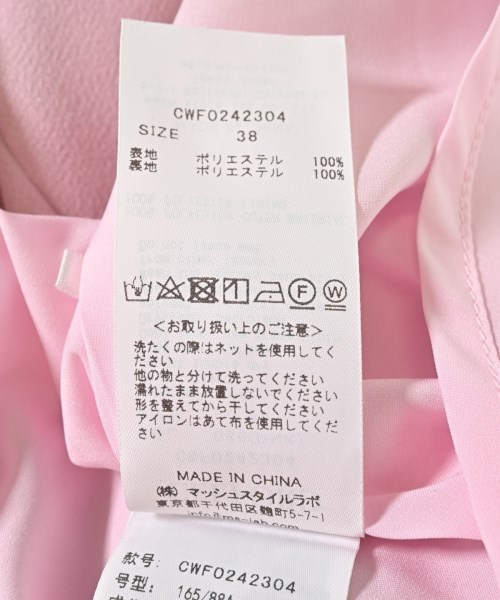 CWF0242304
SIZE 38
表地 ポリエステル 100%
裏地 ポリエステル 100%
F W
<お取り扱い上のご注意>
洗たくの際はネットを使用してく
ださい
他の物と分けて洗ってください
濡れたまま放置しないでください
形を整えてから干してください
アイロンはあて布を使用してくだ
さい
MADE IN CHINA
(株) マッシュスタイルラボ
東京都千代田区麹町5-7-1
款号: CWF0242304
号型: 165/88A